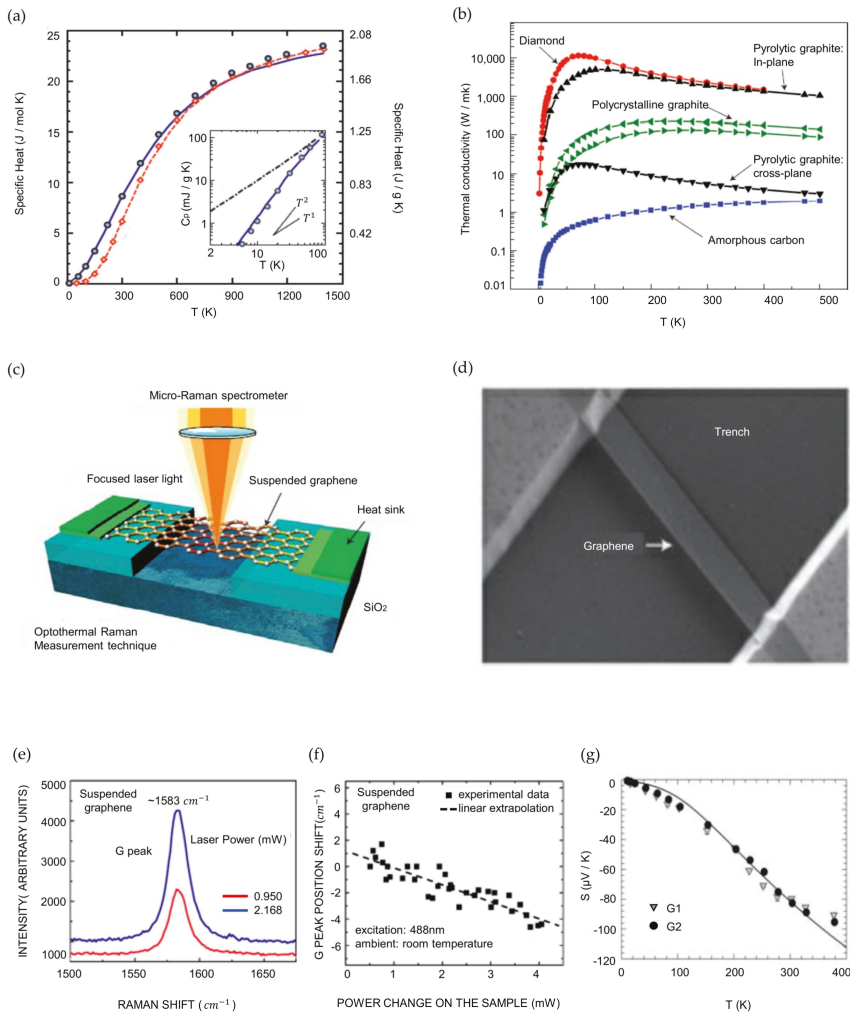 (a)
25
20
15
10
5
0
Specific Heat (J / mol K)
0
300
600
900
1200
1500
T (K)
2.08
1.66
1.25
0.83
0.42
Specific Heat (J / g K)
100
10
1
Cp (mJ / g K)
T²
T¹
2
10
100
T (K)
(b)
10,000
1,000
100
10
1
0.1
0.01
Thermal conductivity (W / mk)
Diamond
Pyrolytic graphite:
In-plane
Polycrystalline graphite
Pyrolytic graphite:
cross-plane
Amorphous carbon
0
100
200
300
400
500
T (K)
(c)
Micro-Raman spectrometer
Focused laser light
Suspended graphene
Heat sink
SiO₂
Optothermal Raman
Measurement technique
(d)
Trench
Graphene
(e)
5000
4000
3000
2000
1000
INTENSITY( ARBITRARY UNITS)
Suspended
graphene
~1583 cm⁻¹
G peak
Laser Power (mW)
0.950
2.168
1500
1550
1600
1650
RAMAN SHIFT (cm⁻¹)
(f)
6
4
2
0
-2
-4
-6
G PEAK POSITION SHIFT(cm⁻¹)
Suspended
graphene
experimental data
linear extrapolation
excitation: 488nm
ambient: room temperature
0
1
2
3
4
POWER CHANGE ON THE SAMPLE (mW)
(g)
0
-20
-40
-60
-80
-100
-120
S (μV / K)
G1
G2
0
100
200
300
400
T (K)